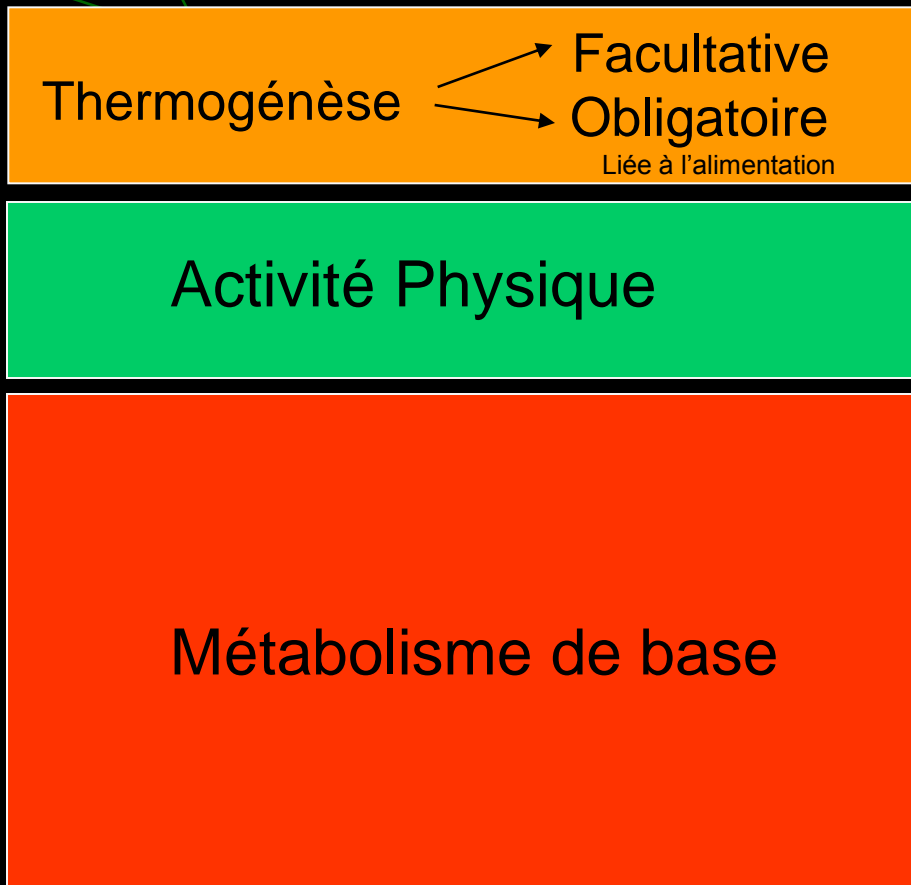 Thermogénèse
Facultative
Obligatoire
Liée à l’alimentation
Activité Physique
Métabolisme de base